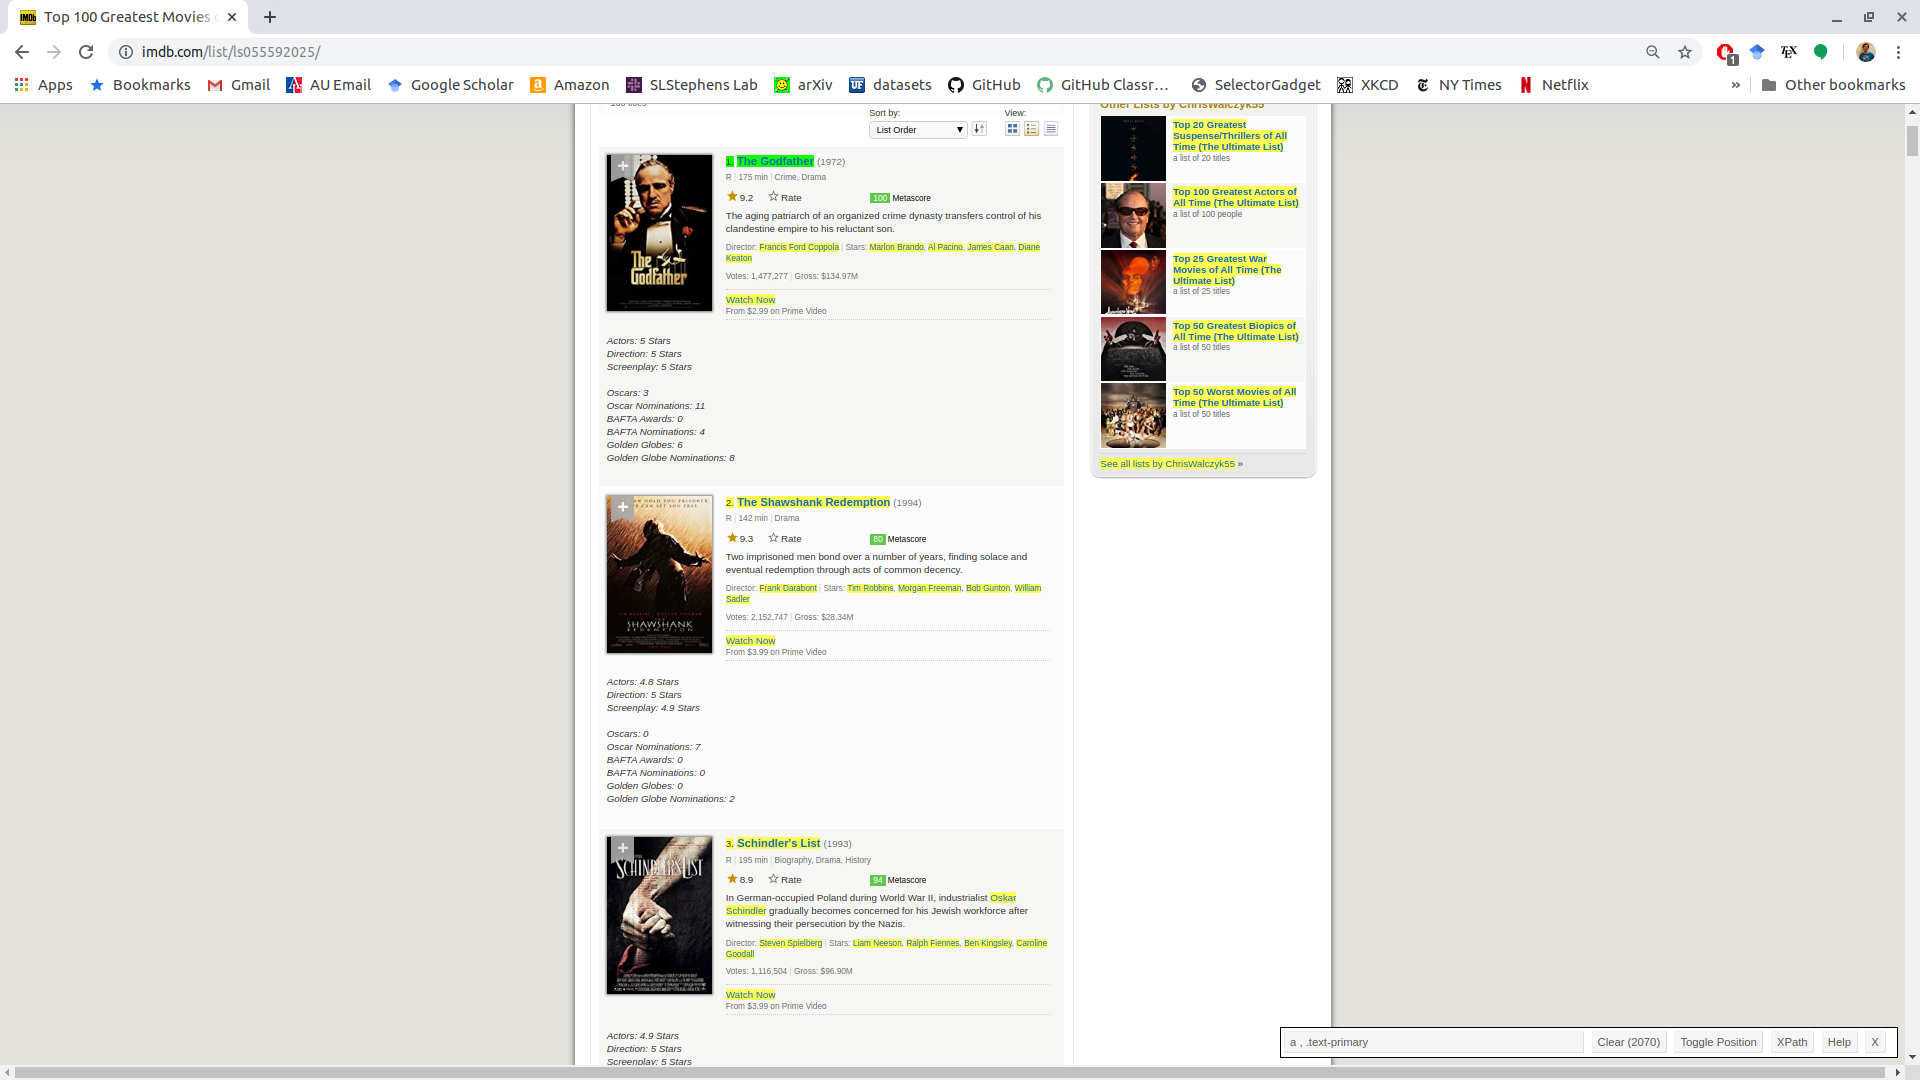 Top 100 Greatest Movies
imdb.com/list/ls055592025/
1
Apps Bookmarks Gmail AU Email Google Scholar Amazon SLStephens Lab arXiv datasets GitHub GitHub Classr... SelectorGadget XKCD NY Times Netflix » Other bookmarks
100 titles
Sort by: View:
List Order
1. The Godfather (1972)
R | 175 min | Crime, Drama
9.2 Rate 100 Metascore
The aging patriarch of an organized crime dynasty transfers control of his
clandestine empire to his reluctant son.
Director: Francis Ford Coppola | Stars: Marlon Brando, Al Pacino, James Caan, Diane
Keaton
Votes: 1,477,277 | Gross: $134.97M
Watch Now
From $2.99 on Prime Video
The
Godfather
Actors: 5 Stars
Direction: 5 Stars
Screenplay: 5 Stars
Oscars: 3
Oscar Nominations: 11
BAFTA Awards: 0
BAFTA Nominations: 4
Golden Globes: 6
Golden Globe Nominations: 8
2. The Shawshank Redemption (1994)
R | 142 min | Drama
9.3 Rate 80 Metascore
Two imprisoned men bond over a number of years, finding solace and
eventual redemption through acts of common decency.
Director: Frank Darabont | Stars: Tim Robbins, Morgan Freeman, Bob Gunton, William
Sadler
Votes: 2,152,747 | Gross: $28.34M
Watch Now
From $3.99 on Prime Video
SHAWSHANK
REDEMPTION
Actors: 4.8 Stars
Direction: 5 Stars
Screenplay: 4.9 Stars
Oscars: 0
Oscar Nominations: 7
BAFTA Awards: 0
BAFTA Nominations: 0
Golden Globes: 0
Golden Globe Nominations: 2
3. Schindler's List (1993)
R | 195 min | Biography, Drama, History
8.9 Rate 94 Metascore
In German-occupied Poland during World War II, industrialist Oskar
Schindler gradually becomes concerned for his Jewish workforce after
witnessing their persecution by the Nazis.
Director: Steven Spielberg | Stars: Liam Neeson, Ralph Fiennes, Ben Kingsley, Caroline
Goodall
Votes: 1,116,504 | Gross: $96.90M
Watch Now
From $3.99 on Prime Video
SCHINDLER'S LIST
Actors: 4.9 Stars
Direction: 5 Stars
Screenplay: 5 Stars
Other Lists by ChrisWalczyk55
Top 20 Greatest
Suspense/Thrillers of All
Time (The Ultimate List)
a list of 20 titles
Top 100 Greatest Actors of
All Time (The Ultimate List)
a list of 100 people
Top 25 Greatest War
Movies of All Time (The
Ultimate List)
a list of 25 titles
Top 50 Greatest Biopics of
All Time (The Ultimate List)
a list of 50 titles
Top 50 Worst Movies of All
Time (The Ultimate List)
a list of 50 titles
See all lists by ChrisWalczyk55 »
a , .text-primary Clear (2070) Toggle Position XPath Help X